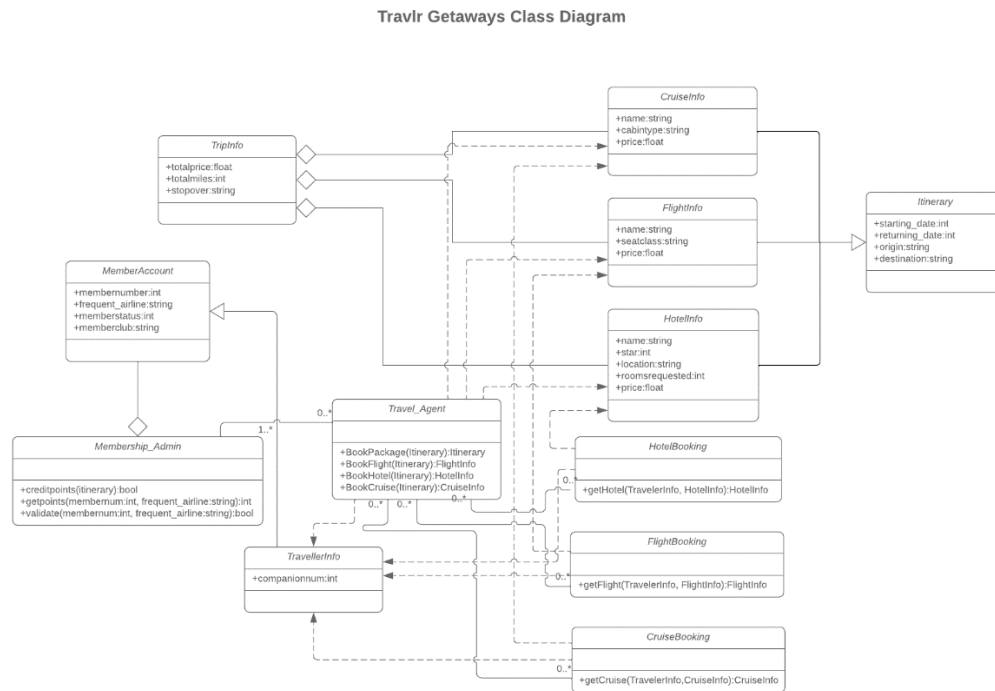 Travlr Getaways Class Diagram
CruiseInfo
+name:string
+cabintype:string
+price:float
TripInfo
+totalprice:float
+totalmiles:int
+stopover:string
FlightInfo
+name:string
+seatclass:string
+price:float
Itinerary
+starting_date:int
+returning_date:int
+origin:string
+destination:string
MemberAccount
+membernumber:int
+frequent_airline:string
+memberstatus:int
+memberclub:string
HotelInfo
+name:string
+star:int
+location:string
+roomsrequested:int
+price:float
Travel_Agent
+BookPackage(Itinerary):Itinerary
+BookFlight(Itinerary):FlightInfo
+BookHotel(Itinerary):HotelInfo
+BookCruise(Itinerary):CruiseInfo
0..*
1..*
Membership_Admin
+creditpoints(itinerary):bool
+getpoints(membernum:int, frequent_airline:string):int
+validate(membernum:int, frequent_airline:string):bool
HotelBooking
+getHotel(TravelerInfo, HotelInfo):HotelInfo
0..*
0..*
0..*
0..*
0..*
TravellerInfo
+companionnum:int
FlightBooking
+getFlight(TravelerInfo, FlightInfo):FlightInfo
0..*
CruiseBooking
+getCruise(TravelerInfo,CruiseInfo):CruiseInfo
0..*